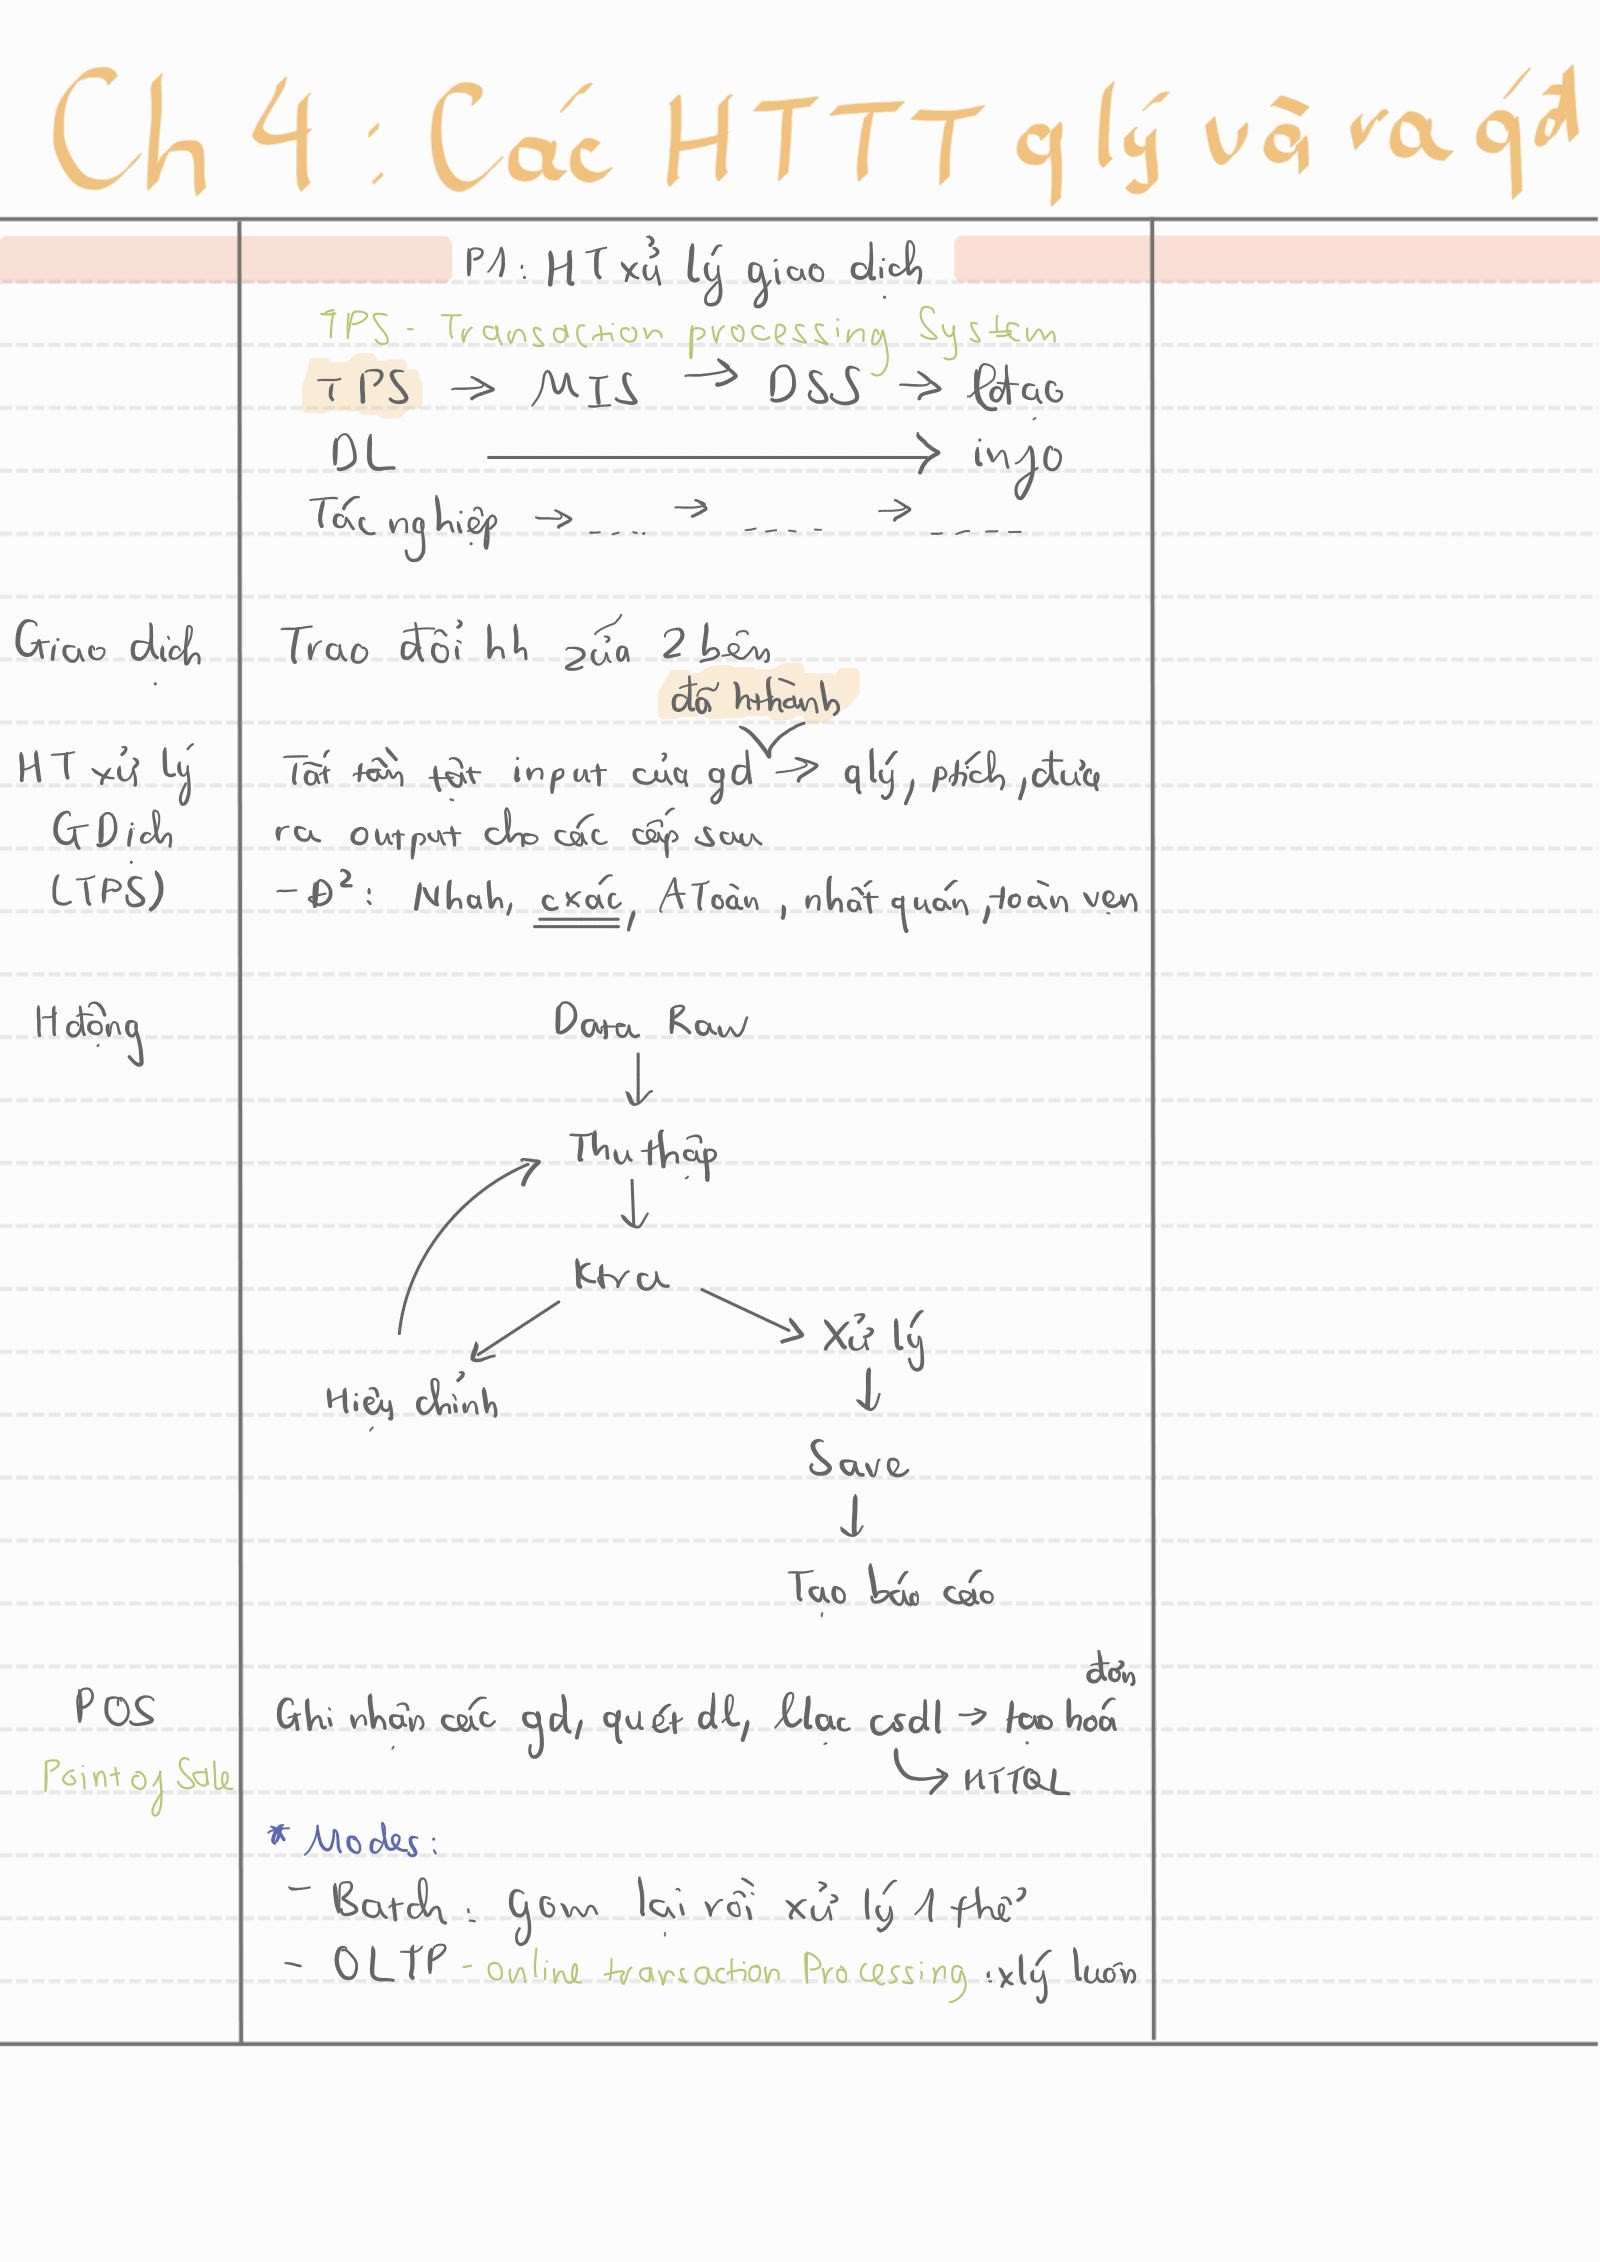 Ch 4 : Các HTTT qlý và ra qđ
P1 : HT xử lý giao dịch
TPS - Transaction processing System
TPS → MIS → DSS → lđtạo
DL → info
Tác nghiệp → ---- → ---- → ----
Giao dịch
Trao đổi hh của 2 bên
đã hthành
HT xử lý GDịch (TPS)
Tất tần tật input của gd → qlý, ptích, đưa
ra output cho các cấp sau
- Đ²: Nhah, cxác, AToàn, nhất quán, toàn vẹn
Hđộng
Data Raw
↓
Thu thập
↓
Ktra
Xử lý
Hiệu chỉnh
↓
Save
↓
Tạo báo cáo
POS
Point of Sale
đơn
Ghi nhận các gd, quét dl, llạc csdl → tạo hoá
→ HTTQL
* Modes:
- Batch : gom lại rồi xử lý 1 thể
- OLTP - online transaction Processing : xlý luôn